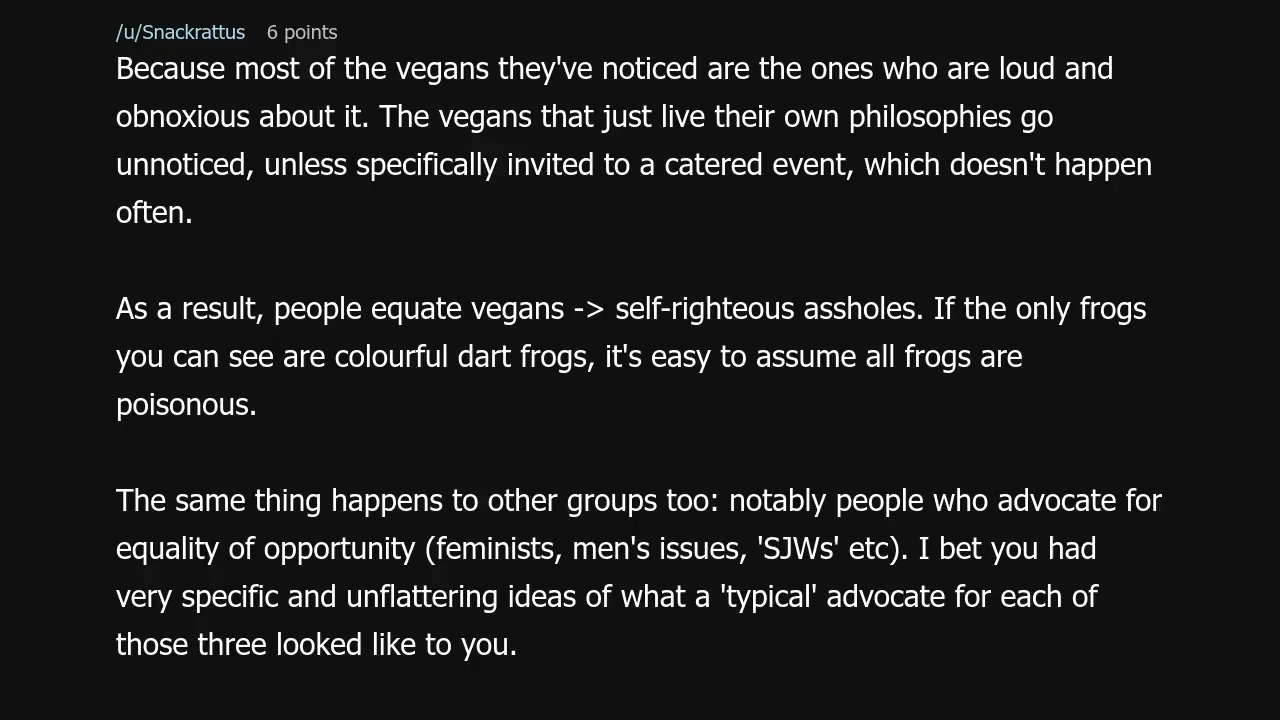 /u/Snackrattus 6 points
Because most of the vegans they've noticed are the ones who are loud and
obnoxious about it. The vegans that just live their own philosophies go
unnoticed, unless specifically invited to a catered event, which doesn't happen
often.
As a result, people equate vegans -> self-righteous assholes. If the only frogs
you can see are colourful dart frogs, it's easy to assume all frogs are
poisonous.
The same thing happens to other groups too: notably people who advocate for
equality of opportunity (feminists, men's issues, 'SJWs' etc). I bet you had
very specific and unflattering ideas of what a 'typical' advocate for each of
those three looked like to you.